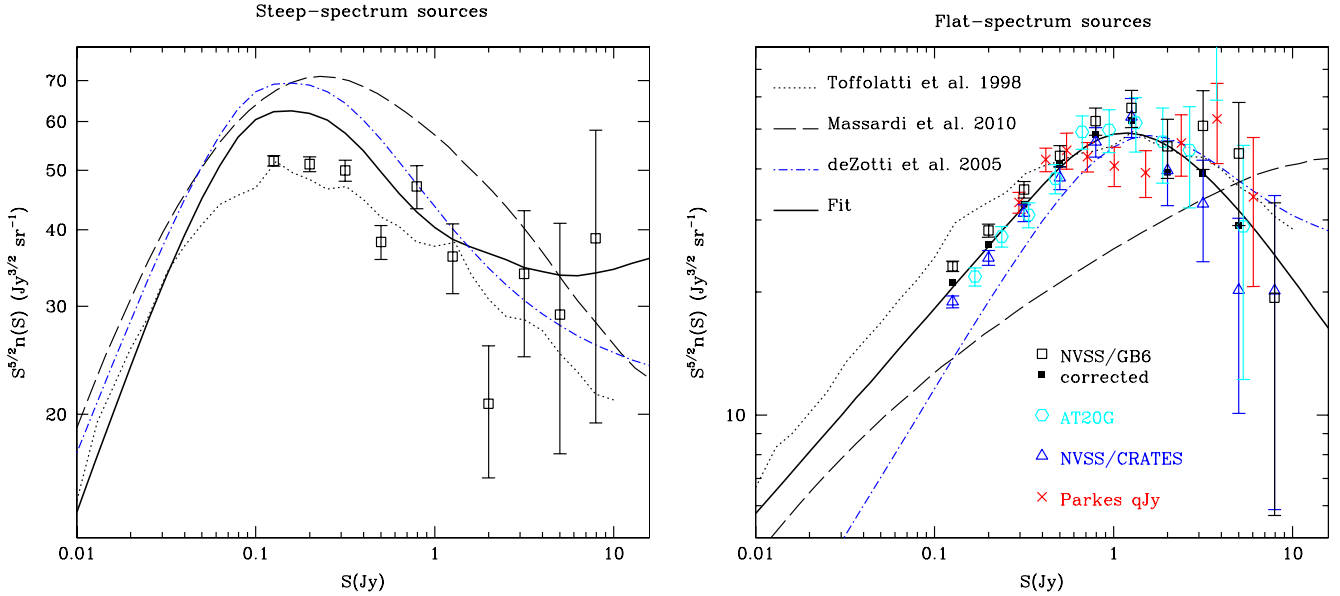 Steep-spectrum sources
70
60
50
40
30
20
0.01
0.1
1
10
S(Jy)
S^5/2 n(S) (Jy^3/2 sr^-1)
Flat-spectrum sources
Toffolatti et al. 1998
Massardi et al. 2010
deZotti et al. 2005
Fit
NVSS/GB6
corrected
AT20G
NVSS/CRATES
Parkes qJy
10
0.01
0.1
1
10
S(Jy)
S^5/2 n(S) (Jy^3/2 sr^-1)